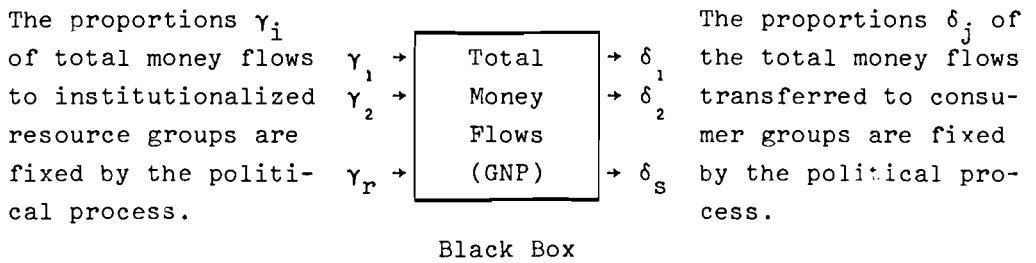 The proportions γi
of total money flows
to institutionalized
resource groups are
fixed by the politi-
cal process.
γ1 →
γ2 →
γr →
Total
Money
Flows
(GNP)
→ δ1
→ δ2
→ δs
Black Box
The proportions δj of
the total money flows
transferred to consu-
mer groups are fixed
by the political pro-
cess.